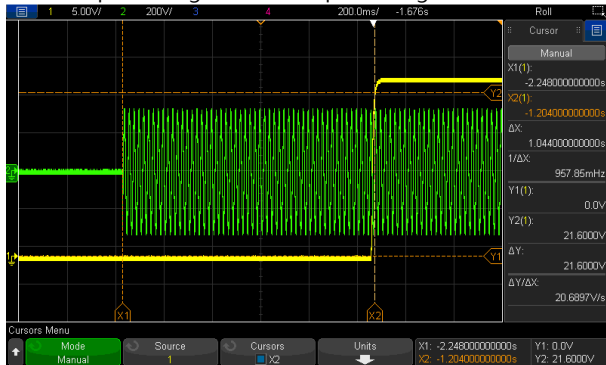 1 5.00V/ 2 200V/ 3 4 200.0ms/ -1.676s Roll
Cursor
Manual
X1(1):
-2.248000000000s
X2(1):
-1.204000000000s
ΔX:
1.044000000000s
1/ΔX:
957.85mHz
Y1(1):
0.0V
Y2(1):
21.6000V
ΔY:
21.6000V
ΔY/ΔX:
20.6897V/s
Y2
Y1
X1 X2
Cursors Menu
Mode Source Cursors Units X1: -2.248000000000s Y1: 0.0V
Manual 1 X2 X2: -1.204000000000s Y2: 21.6000V